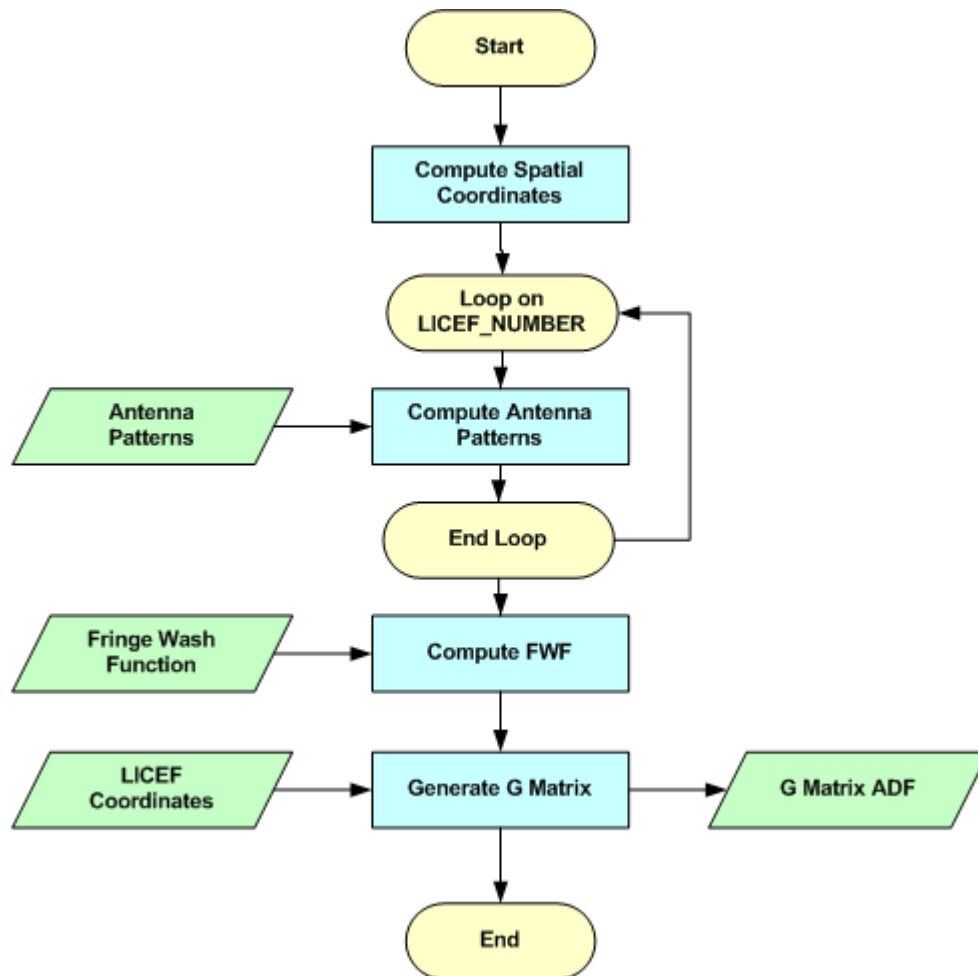 Start
Compute Spatial
Coordinates
Loop on
LICEF_NUMBER
Antenna
Patterns
Compute Antenna
Patterns
End Loop
Fringe Wash
Function
Compute FWF
LICEF
Coordinates
Generate G Matrix
G Matrix ADF
End